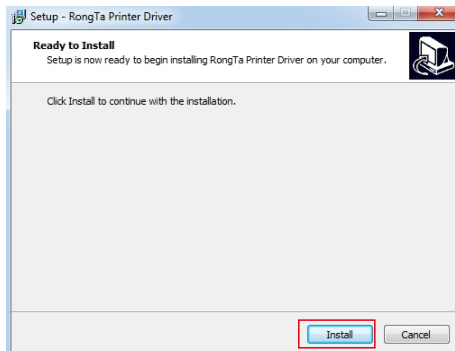 Setup - RongTa Printer Driver
Ready to Install
Setup is now ready to begin installing RongTa Printer Driver on your computer.
Click Install to continue with the installation.
Install
Cancel